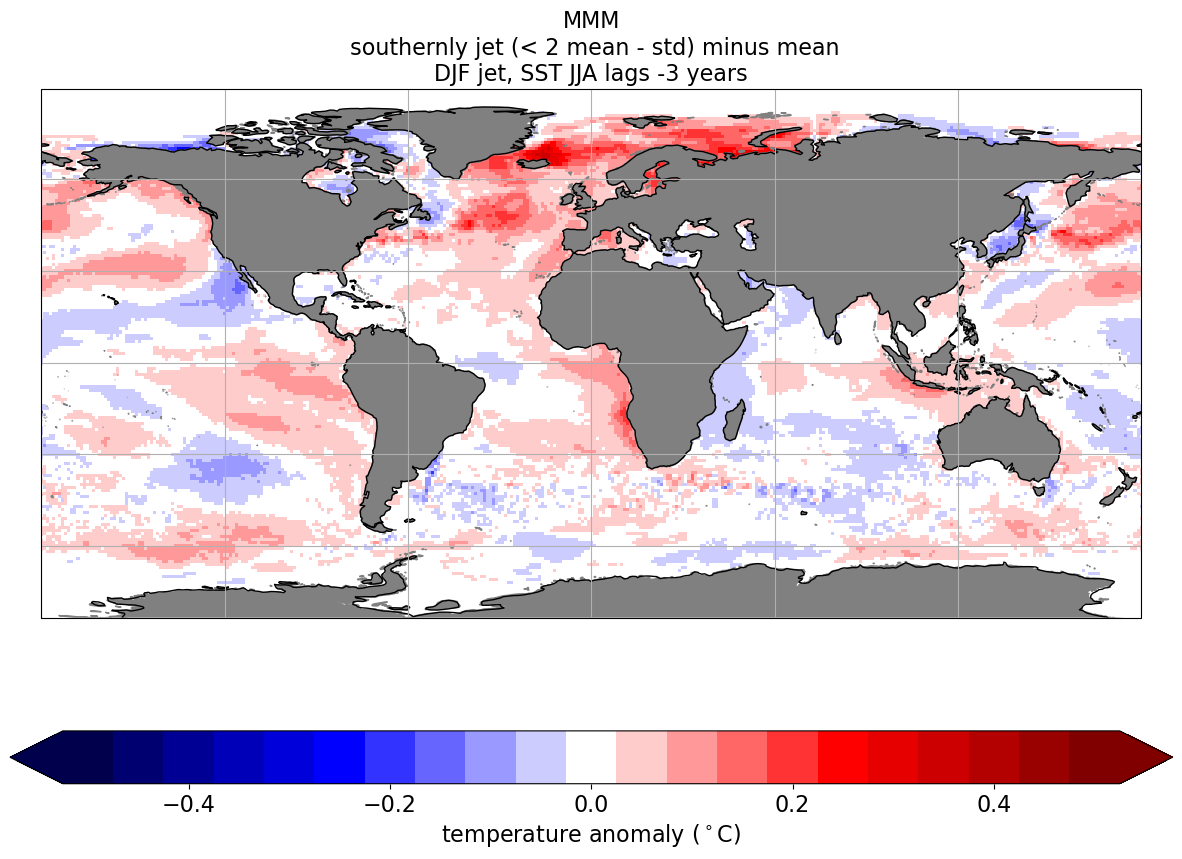 MMM
southernly jet (< 2 mean - std) minus mean
DJF jet, SST JJA lags -3 years
−0.4 −0.2 0.0 0.2 0.4
temperature anomaly (°C)